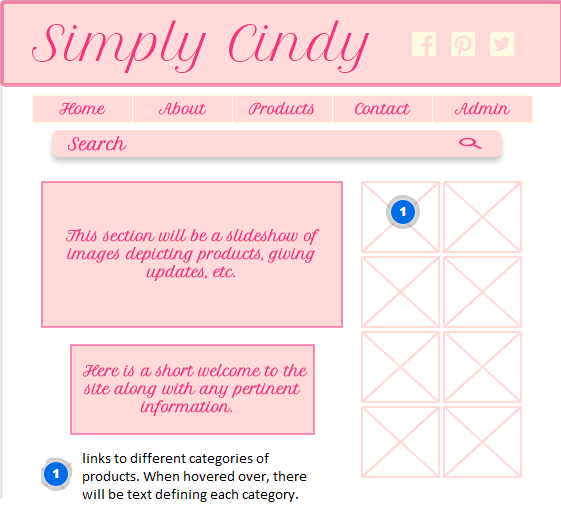 Simply Cindy
Home About Products Contact Admin
Search
This section will be a slideshow of
images depicting products, giving
updates, etc.
1
Here is a short welcome to the
site along with any pertinent
information.
1
links to different categories of
products. When hovered over, there
will be text defining each category.